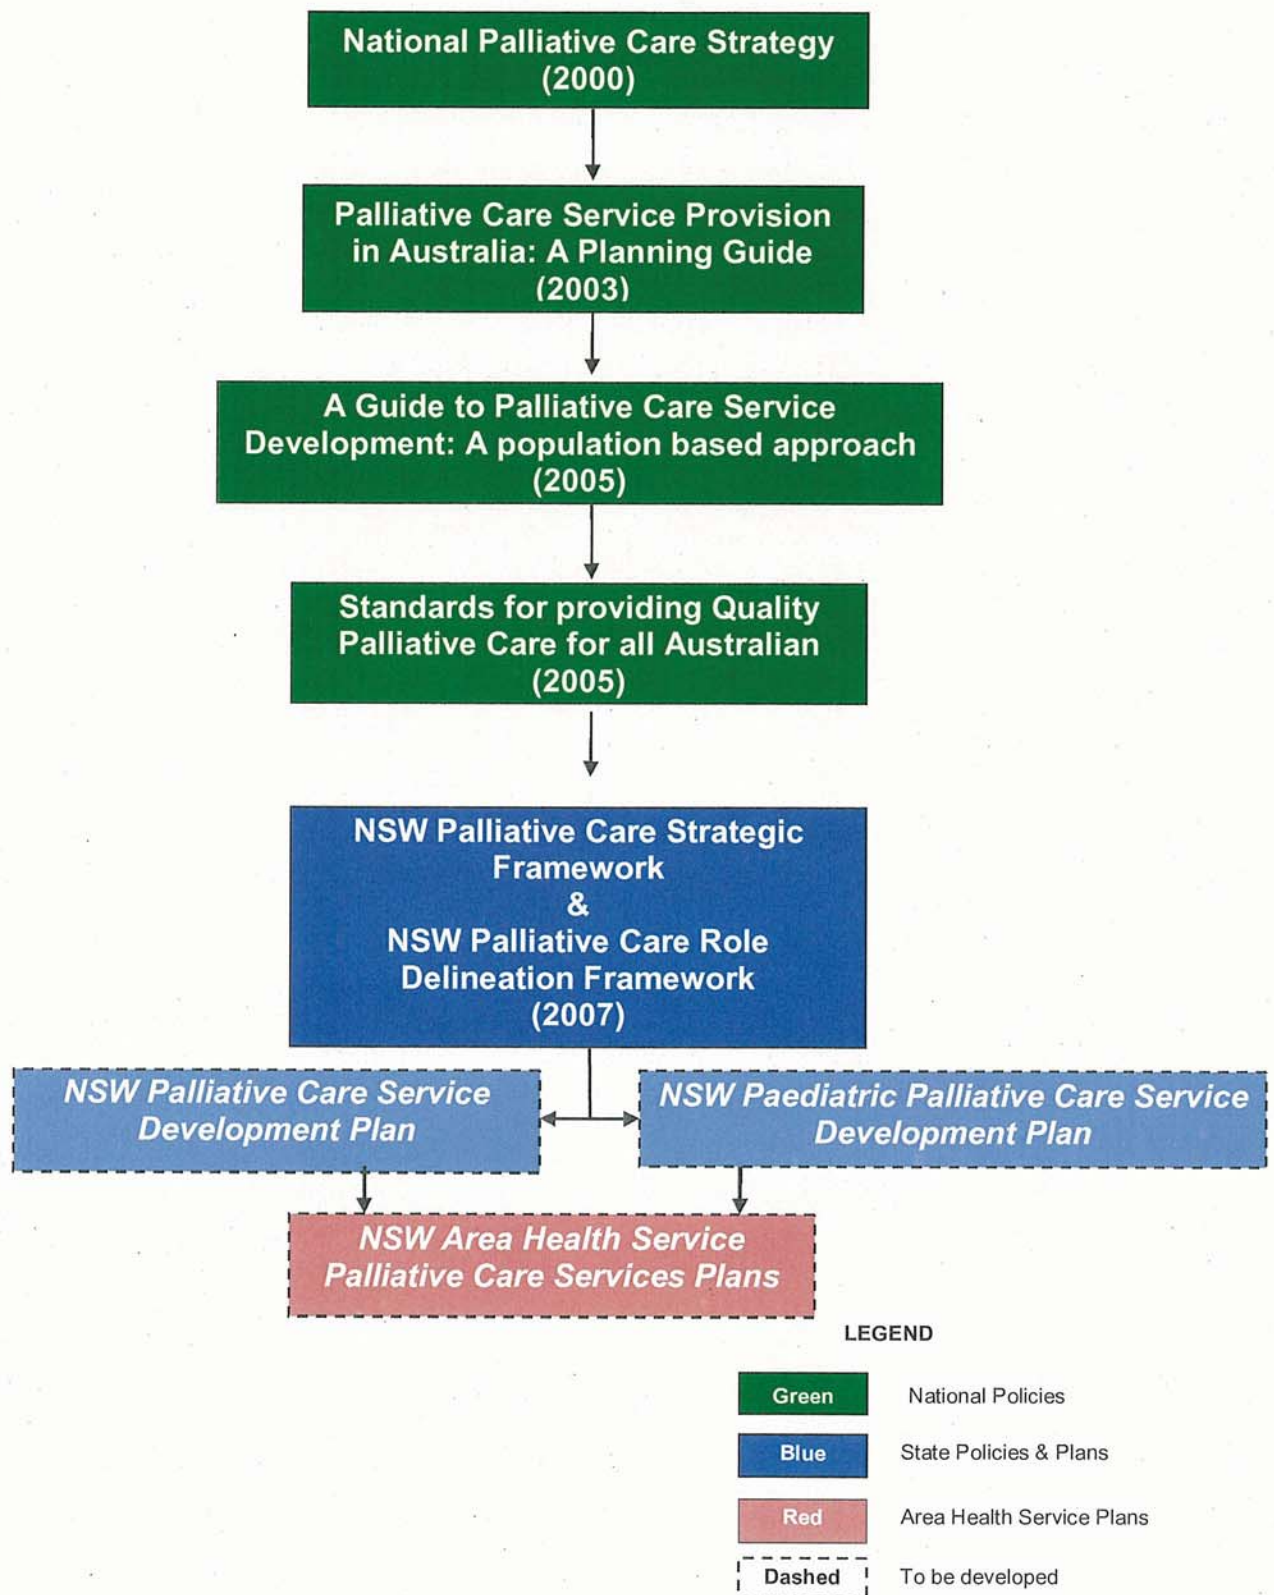 National Palliative Care Strategy
(2000)
Palliative Care Service Provision
in Australia: A Planning Guide
(2003)
A Guide to Palliative Care Service
Development: A population based approach
(2005)
Standards for providing Quality
Palliative Care for all Australian
(2005)
NSW Palliative Care Strategic
Framework
&
NSW Palliative Care Role
Delineation Framework
(2007)
NSW Palliative Care Service
Development Plan
NSW Paediatric Palliative Care Service
Development Plan
NSW Area Health Service
Palliative Care Services Plans
LEGEND
Green National Policies
Blue State Policies & Plans
Red Area Health Service Plans
Dashed To be developed